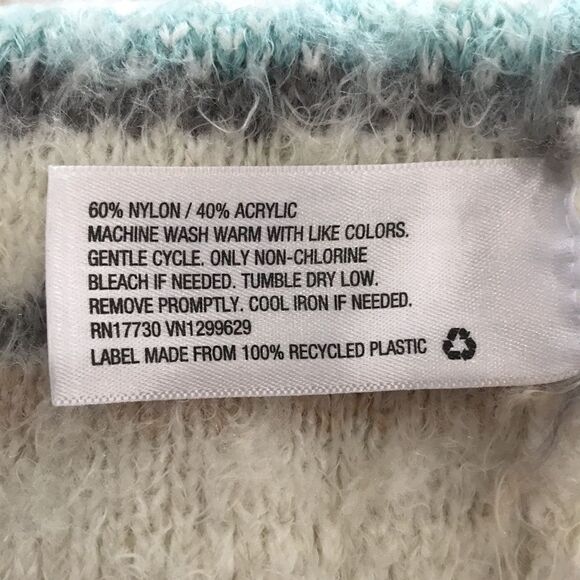 60% NYLON / 40% ACRYLIC
MACHINE WASH WARM WITH LIKE COLORS.
GENTLE CYCLE. ONLY NON-CHLORINE
BLEACH IF NEEDED. TUMBLE DRY LOW.
REMOVE PROMPTLY. COOL IRON IF NEEDED.
RN17730 VN1299629
LABEL MADE FROM 100% RECYCLED PLASTIC